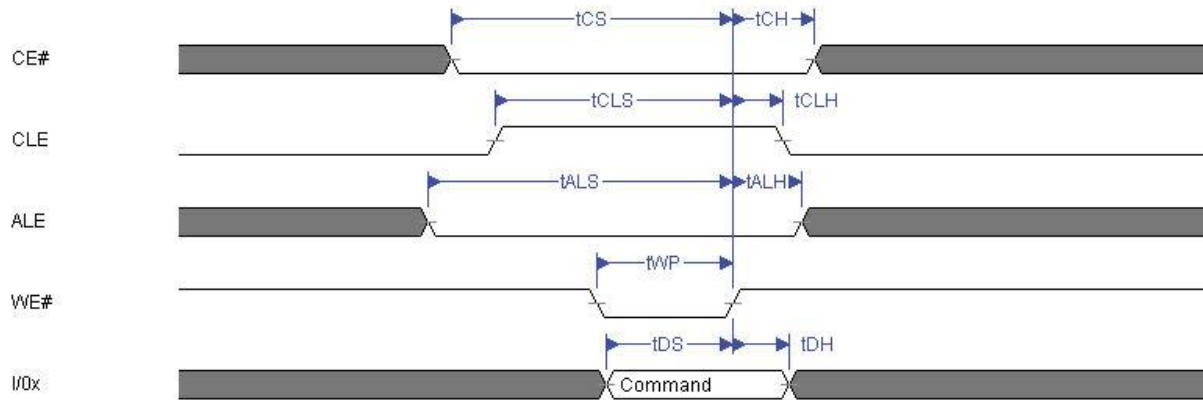 tCS tCH
CE#
tCLS tCLH
CLE
tALS tALH
ALE
tWP
WE#
tDS tDH
I/0x Command